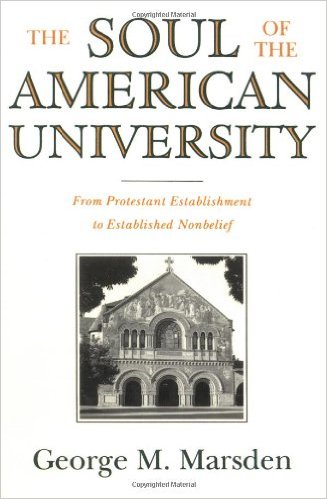 THE SOUL OF THE
AMERICAN
UNIVERSITY
From Protestant Establishment
to Established Nonbelief
George M. Marsden